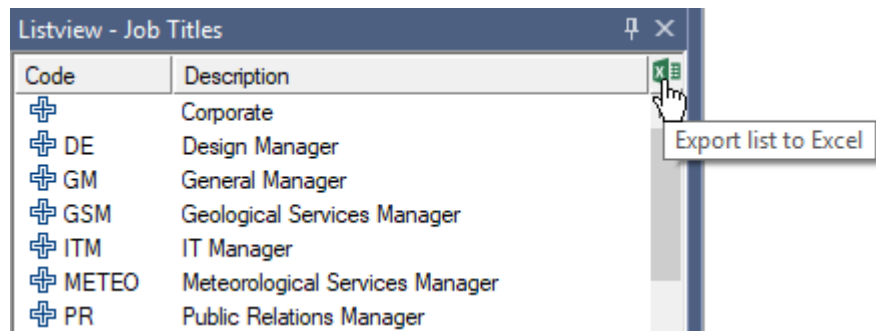 Listview - Job Titles
Code Description
Corporate
DE Design Manager
Export list to Excel
GM General Manager
GSM Geological Services Manager
ITM IT Manager
METEO Meteorological Services Manager
PR Public Relations Manager